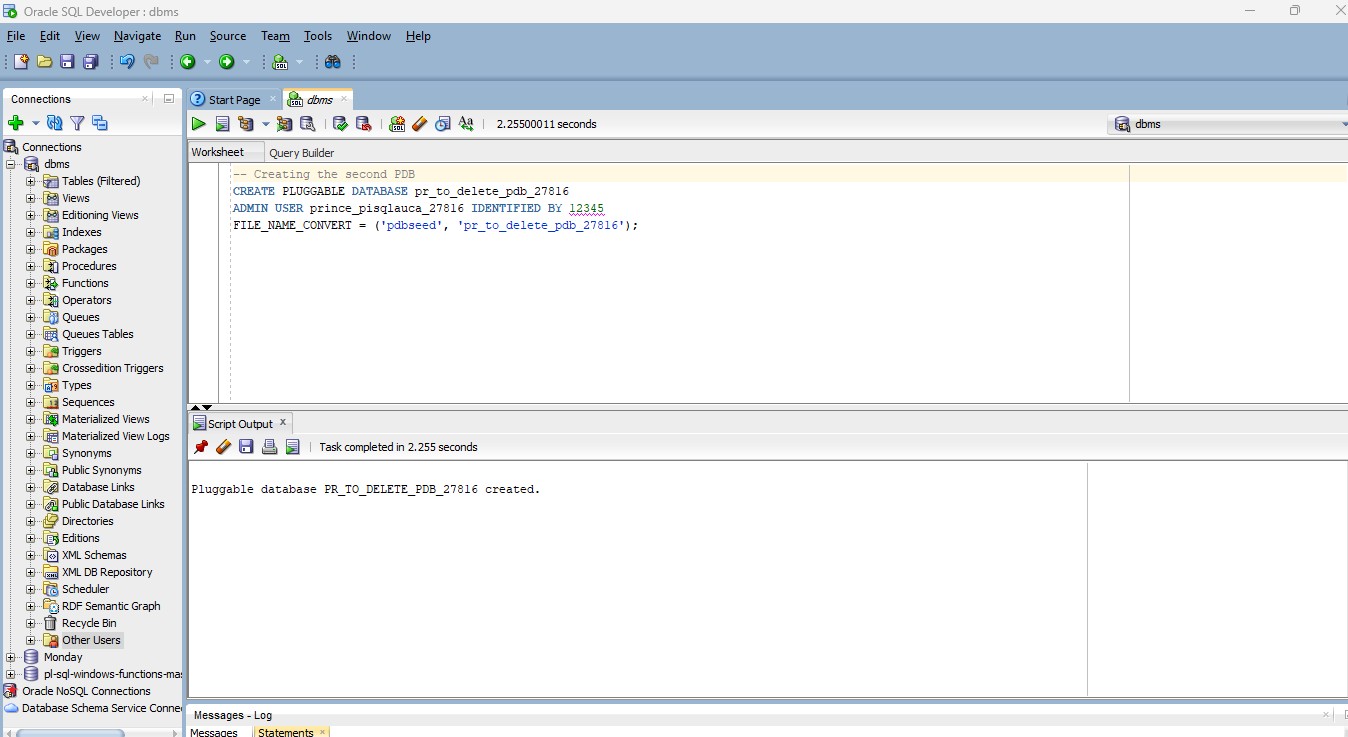 Oracle SQL Developer : dbms
File Edit View Navigate Run Source Team Tools Window Help
Connections
Start Page
dbms
2.25500011 seconds
dbms
Worksheet
Query Builder
Connections
dbms
Tables (Filtered)
Views
Editioning Views
Indexes
Packages
Procedures
Functions
Operators
Queues
Queues Tables
Triggers
Crossedition Triggers
Types
Sequences
Materialized Views
Materialized View Logs
Synonyms
Public Synonyms
Database Links
Public Database Links
Directories
Editions
XML Schemas
XML DB Repository
Scheduler
RDF Semantic Graph
Recycle Bin
Other Users
Monday
pl-sql-windows-functions-mas
Oracle NoSQL Connections
Database Schema Service Conne
-- Creating the second PDB
CREATE PLUGGABLE DATABASE pr_to_delete_pdb_27816
ADMIN USER prince_pisqlauca_27816 IDENTIFIED BY 12345
FILE_NAME_CONVERT = ('pdbseed', 'pr_to_delete_pdb_27816');
Script Output
Task completed in 2.255 seconds
Pluggable database PR_TO_DELETE_PDB_27816 created.
Messages - Log
Messages
Statements